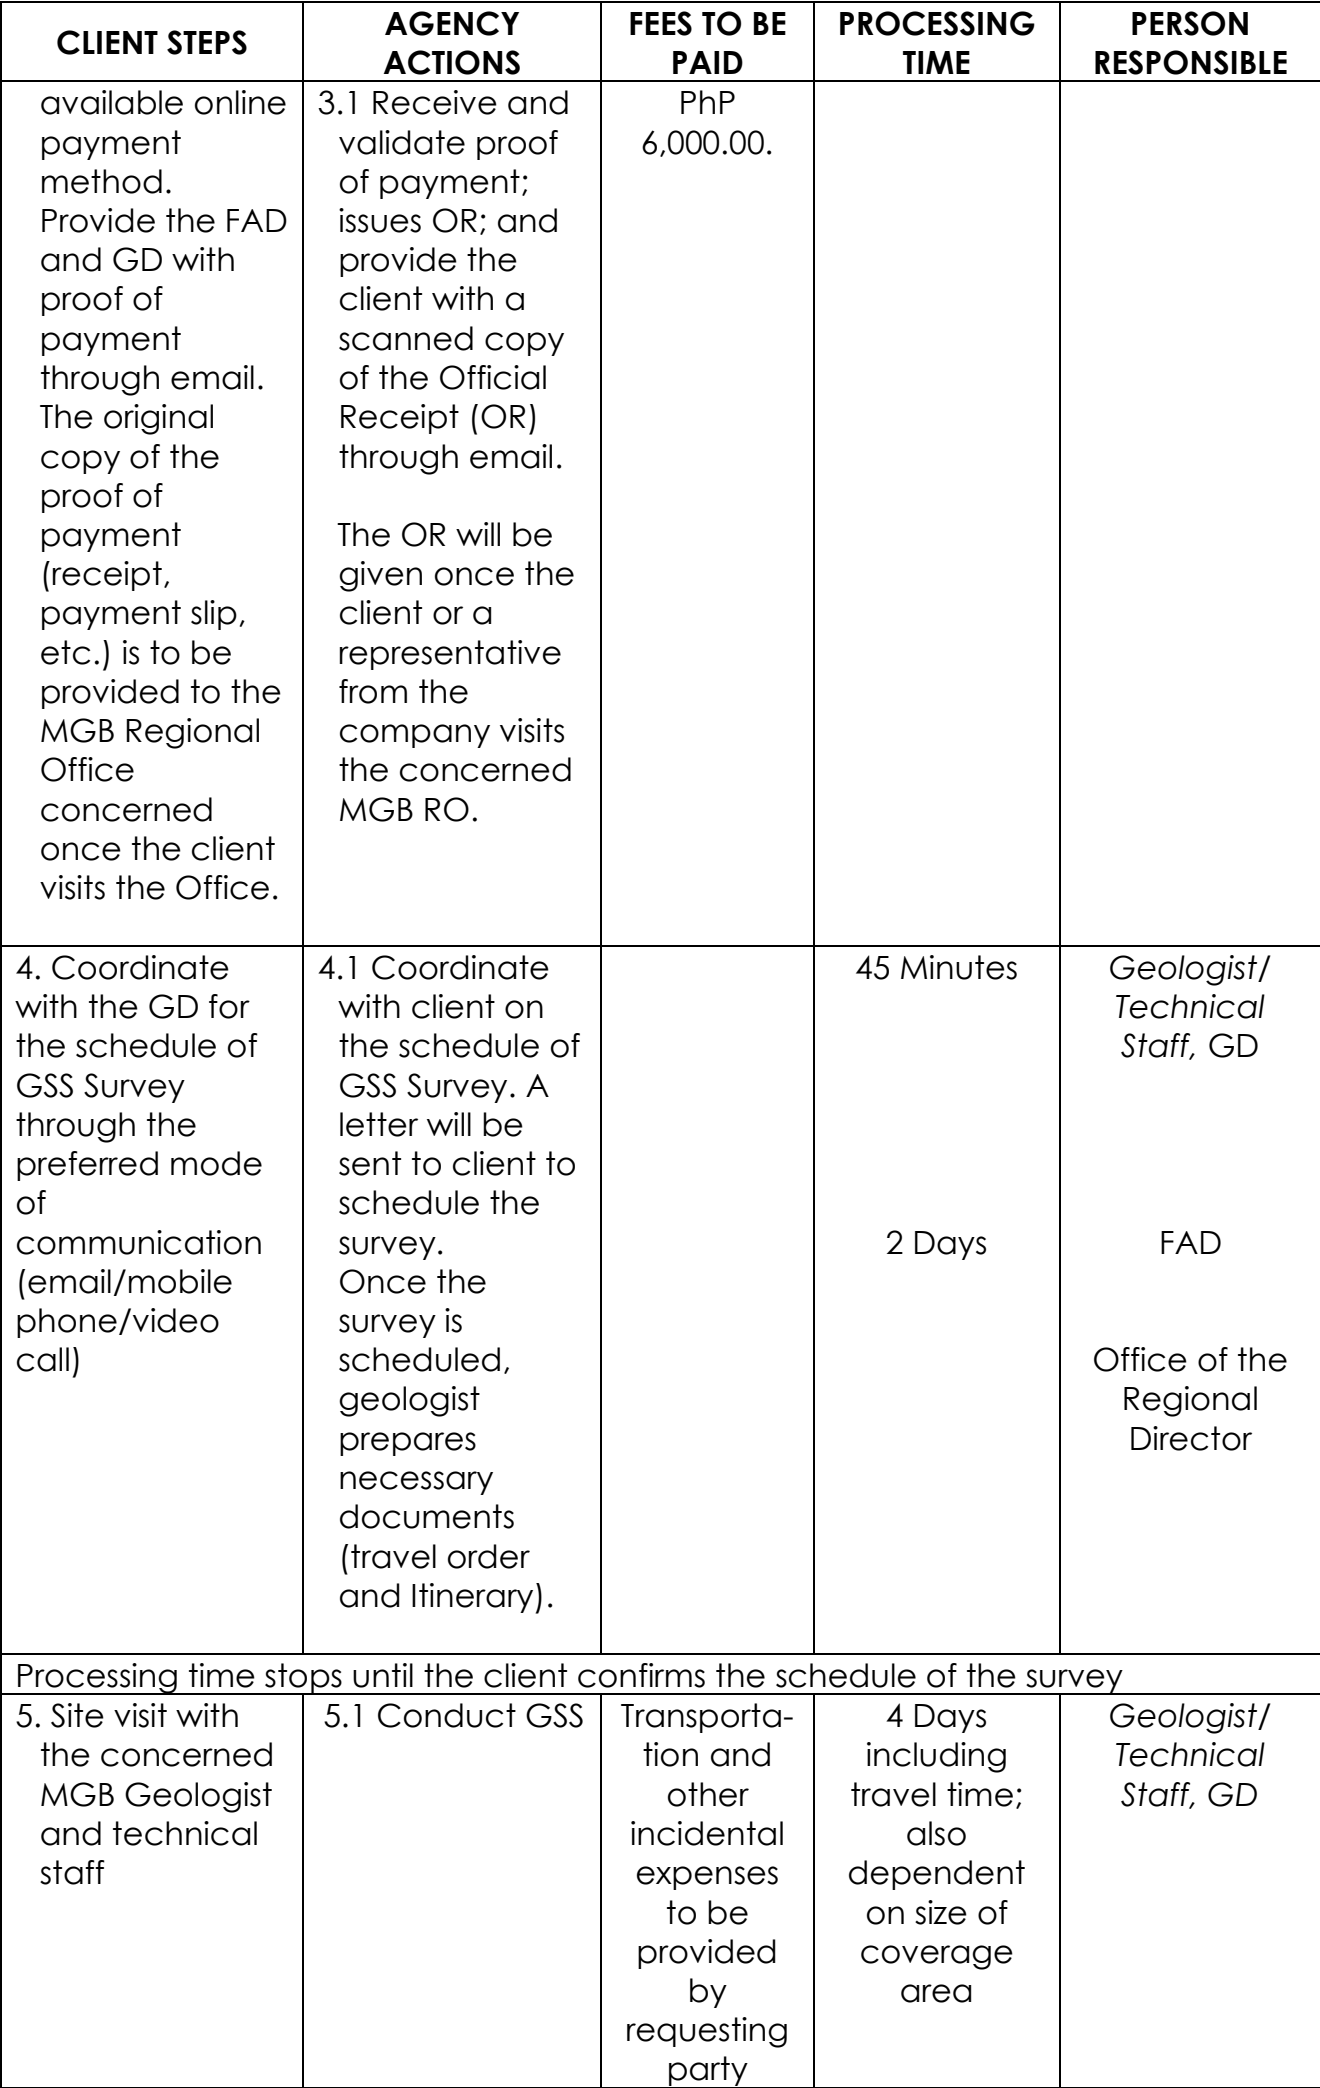 CLIENT STEPS
AGENCY
ACTIONS
FEES TO BE
PAID
PROCESSING
TIME
PERSON
RESPONSIBLE
available online
payment
method.
Provide the FAD
and GD with
proof of
payment
through email.
The original
copy of the
proof of
payment
(receipt,
payment slip,
etc.) is to be
provided to the
MGB Regional
Office
concerned
once the client
visits the Office.
3.1 Receive and
validate proof
of payment;
issues OR; and
provide the
client with a
scanned copy
of the Official
Receipt (OR)
through email.
The OR will be
given once the
client or a
representative
from the
company visits
the concerned
MGB RO.
PhP
6,000.00.
4. Coordinate
with the GD for
the schedule of
GSS Survey
through the
preferred mode
of
communication
(email/mobile
phone/video
call)
4.1 Coordinate
with client on
the schedule of
GSS Survey. A
letter will be
sent to client to
schedule the
survey.
Once the
survey is
scheduled,
geologist
prepares
necessary
documents
(travel order
and Itinerary).
45 Minutes
2 Days
Geologist/
Technical
Staff, GD
FAD
Office of the
Regional
Director
Processing time stops until the client confirms the schedule of the survey
5. Site visit with
the concerned
MGB Geologist
and technical
staff
5.1 Conduct GSS
Transporta-
tion and
other
incidental
expenses
to be
provided
by
requesting
party
4 Days
including
travel time;
also
dependent
on size of
coverage
area
Geologist/
Technical
Staff, GD